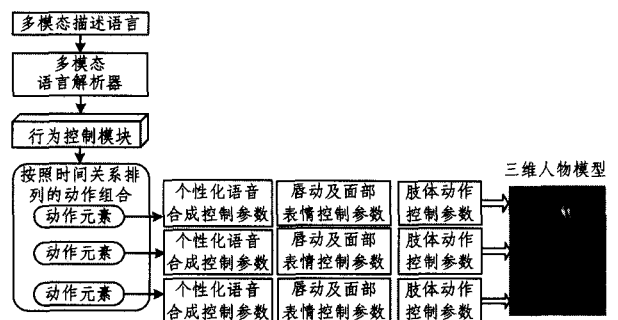 多模态描述语言
多模态
语言解析器
行为控制模块
按照时间关系排
列的动作组合
动作元素
动作元素
动作元素
个性化语音
合成控制参数
唇动及面部
表情控制参数
肢体动作
控制参数
个性化语音
合成控制参数
唇动及面部
表情控制参数
肢体动作
控制参数
个性化语音
合成控制参数
唇动及面部
表情控制参数
肢体动作
控制参数
三维人物模型